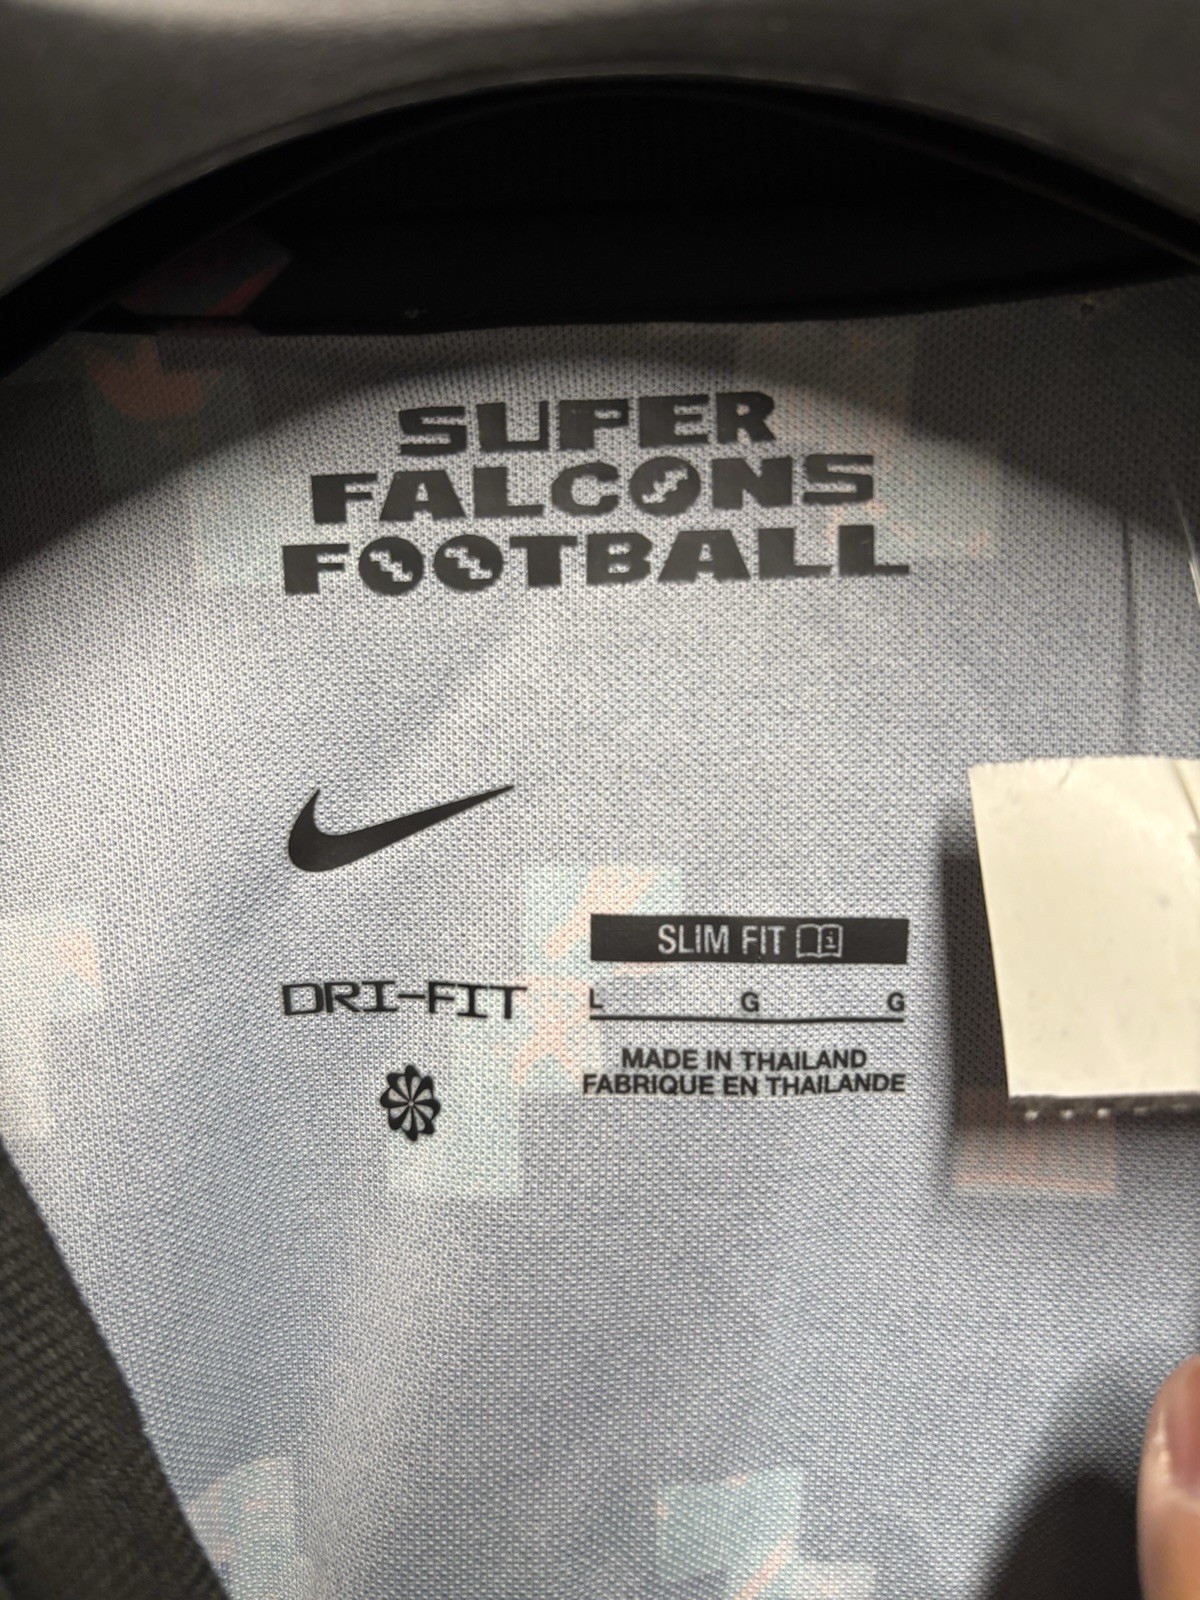 SUPER
FALCONS
FOOTBALL
SLIM FIT
DRI-FIT
L G G
MADE IN THAILAND
FABRIQUE EN THAILANDE